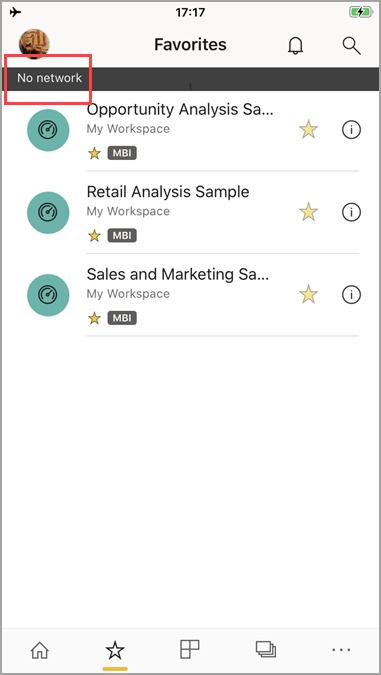 17:17
Favorites
No network
Opportunity Analysis Sa...
My Workspace
MBI
Retail Analysis Sample
My Workspace
MBI
Sales and Marketing Sa...
My Workspace
MBI